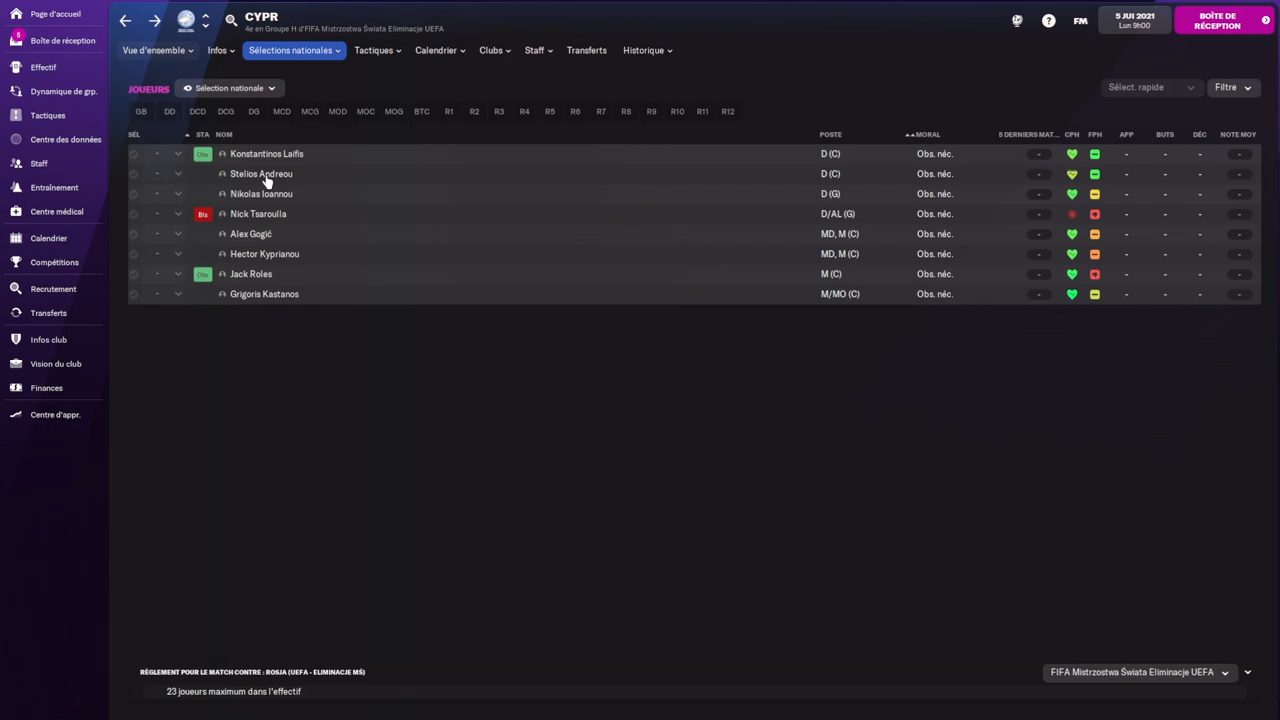 Page d'accueil
5
Boîte de réception
Effectif
Dynamique de grp.
Tactiques
Centre des données
Staff
Entraînement
Centre médical
Calendrier
Compétitions
Recrutement
Transferts
Infos club
Vision du club
Finances
Centre d'appr.
CYPR
4e en Groupe H d'FIFA Mistrzostwa Świata Eliminacje UEFA
FM
5 JUI 2021
Lun 9h00
BOÎTE DE RÉCEPTION
Vue d'ensemble Infos Sélections nationales Tactiques Calendrier Clubs Staff Transferts Historique
JOUEURS Sélection nationale Sélect. rapide Filtre
GB DD DCD DCG DG MCD MCG MOD MOC MOG BTC R1 R2 R3 R4 R5 R6 R7 R8 R9 R10 R11 R12
SÉL STA NOM POSTE MORAL 5 DERNIERS MAT... CPH FPH APP BUTS DÉC NOTE MOY
- Obs Konstantinos Laifis D (C) Obs. néc. - - - - -
- Stelios Andreou D (C) Obs. néc. - - - - -
- Nikolas Ioannou D (G) Obs. néc. - - - - -
- Bls Nick Tsaroulla D/AL (G) Obs. néc. - - - - -
- Alex Gogić MD, M (C) Obs. néc. - - - - -
- Hector Kyprianou MD, M (C) Obs. néc. - - - - -
- Obs Jack Roles M (C) Obs. néc. - - - - -
- Grigoris Kastanos M/MO (C) Obs. néc. - - - - -
RÈGLEMENT POUR LE MATCH CONTRE : ROSJA (UEFA - ELIMINACJE MŚ) FIFA Mistrzostwa Świata Eliminacje UEFA
23 joueurs maximum dans l'effectif